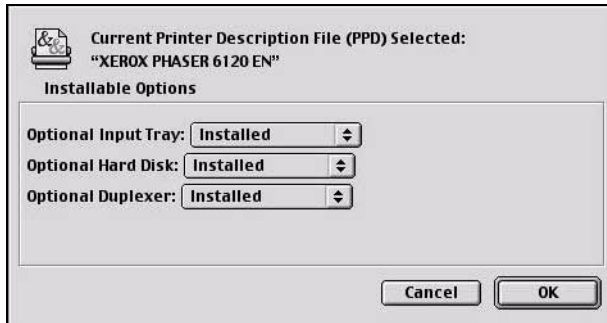 Current Printer Description File (PPD) Selected:
“XEROX PHASER 6120 EN”
Installable Options
Optional Input Tray: Installed
Optional Hard Disk: Installed
Optional Duplexer: Installed
Cancel OK